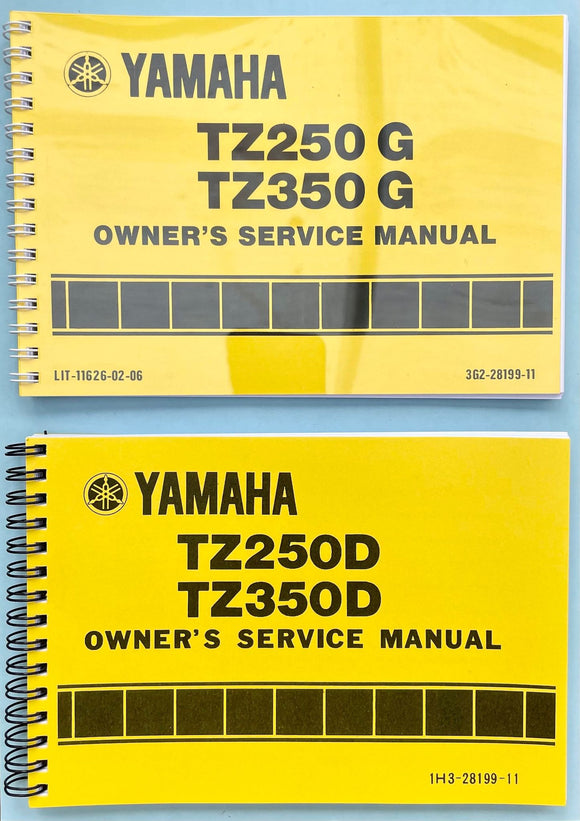 YAMAHA
TZ250 G
TZ350 G
OWNER'S SERVICE MANUAL
LIT-11626-02-06 3G2-28199-11
YAMAHA
TZ250D
TZ350D
OWNER'S SERVICE MANUAL
1H3-28199-11